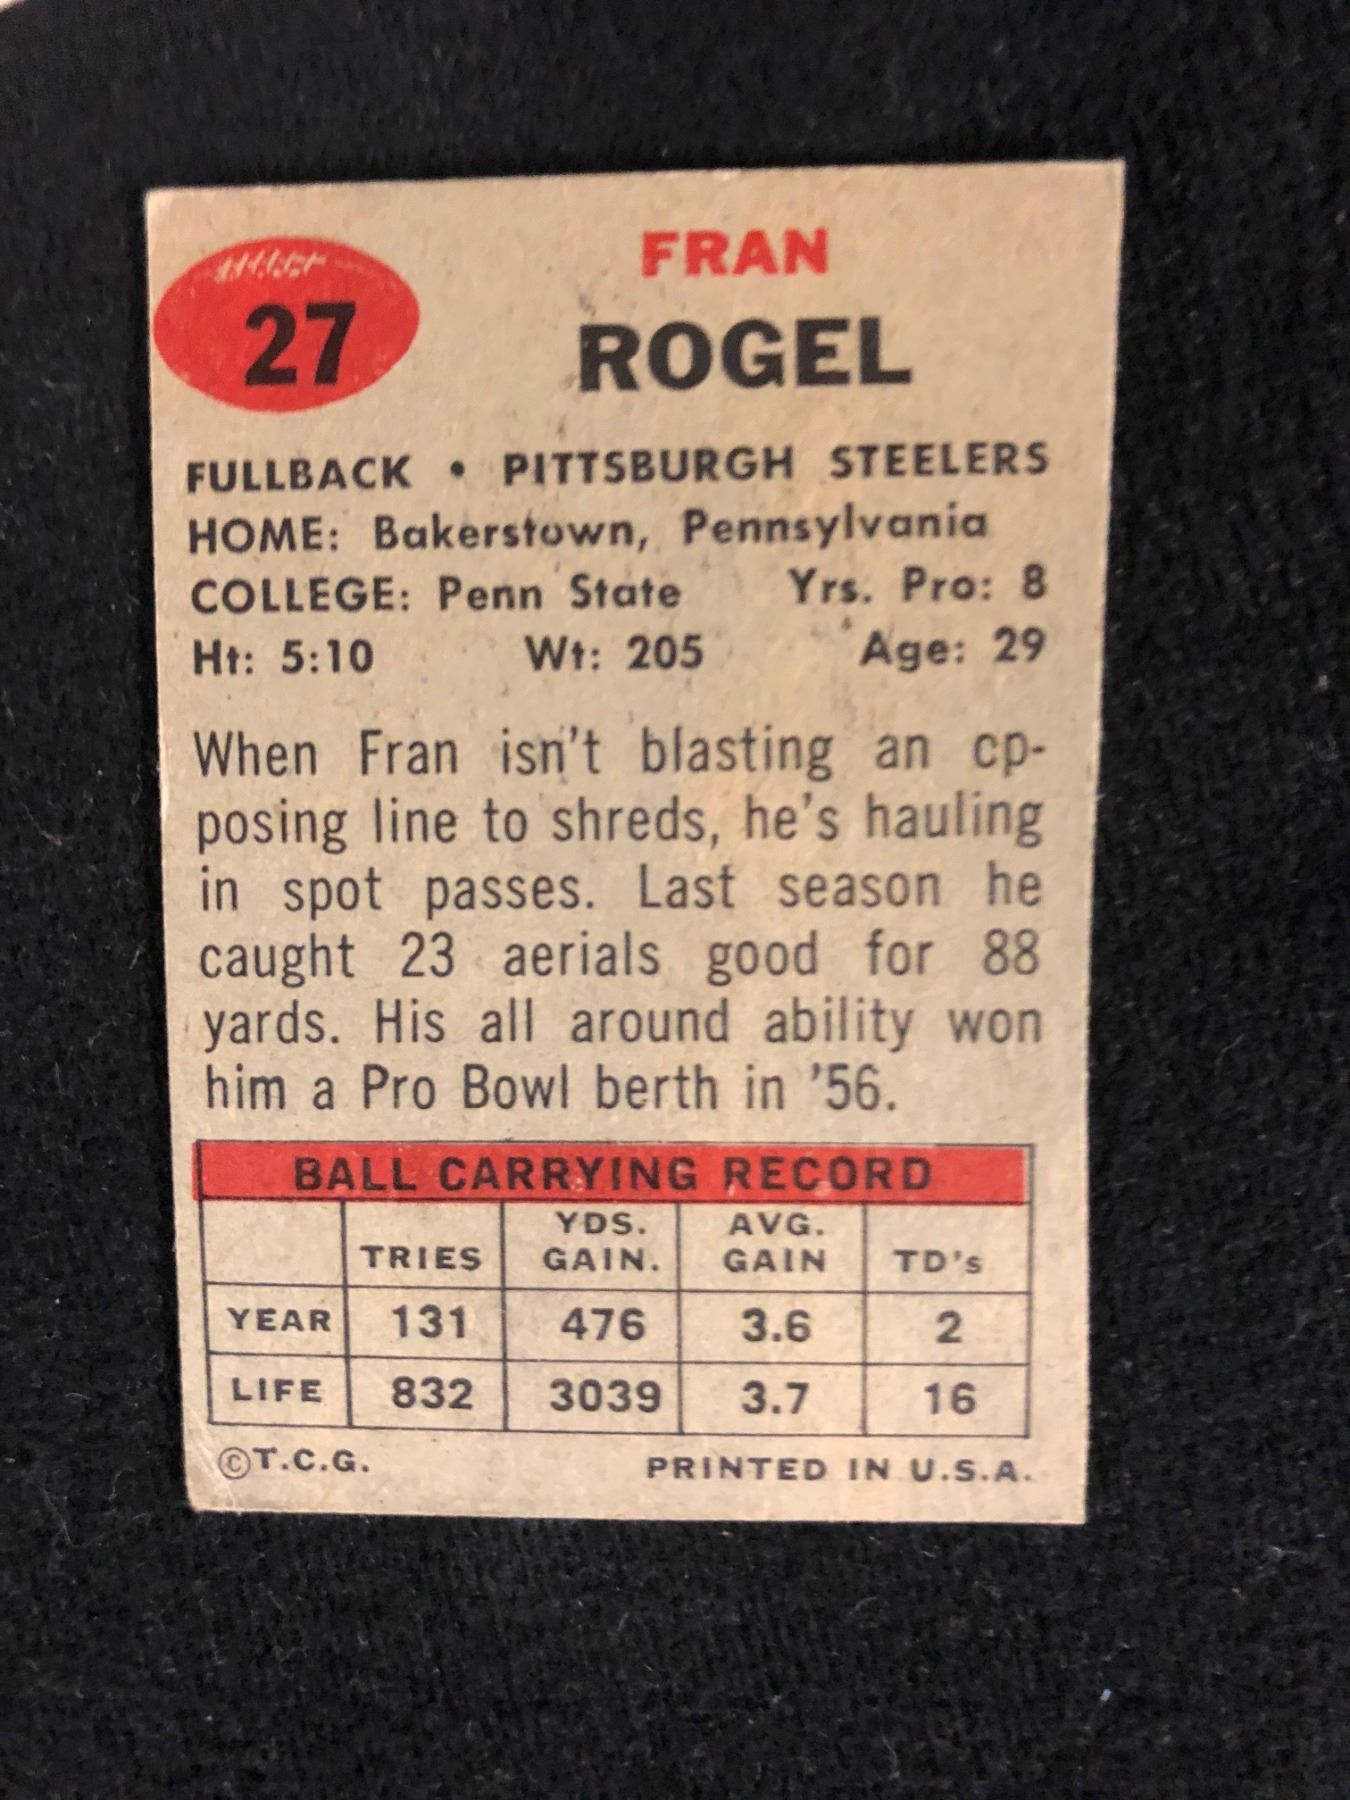 27
FRAN
ROGEL
FULLBACK • PITTSBURGH STEELERS
HOME: Bakerstown, Pennsylvania
COLLEGE: Penn State Yrs. Pro: 8
Ht: 5:10 Wt: 205 Age: 29
When Fran isn't blasting an cp-
posing line to shreds, he's hauling
in spot passes. Last season he
caught 23 aerials good for 88
yards. His all around ability won
him a Pro Bowl berth in '56.
BALL CARRYING RECORD
TRIES YDS. GAIN. AVG. GAIN TD's
YEAR 131 476 3.6 2
LIFE 832 3039 3.7 16
©T.C.G. PRINTED IN U.S.A.